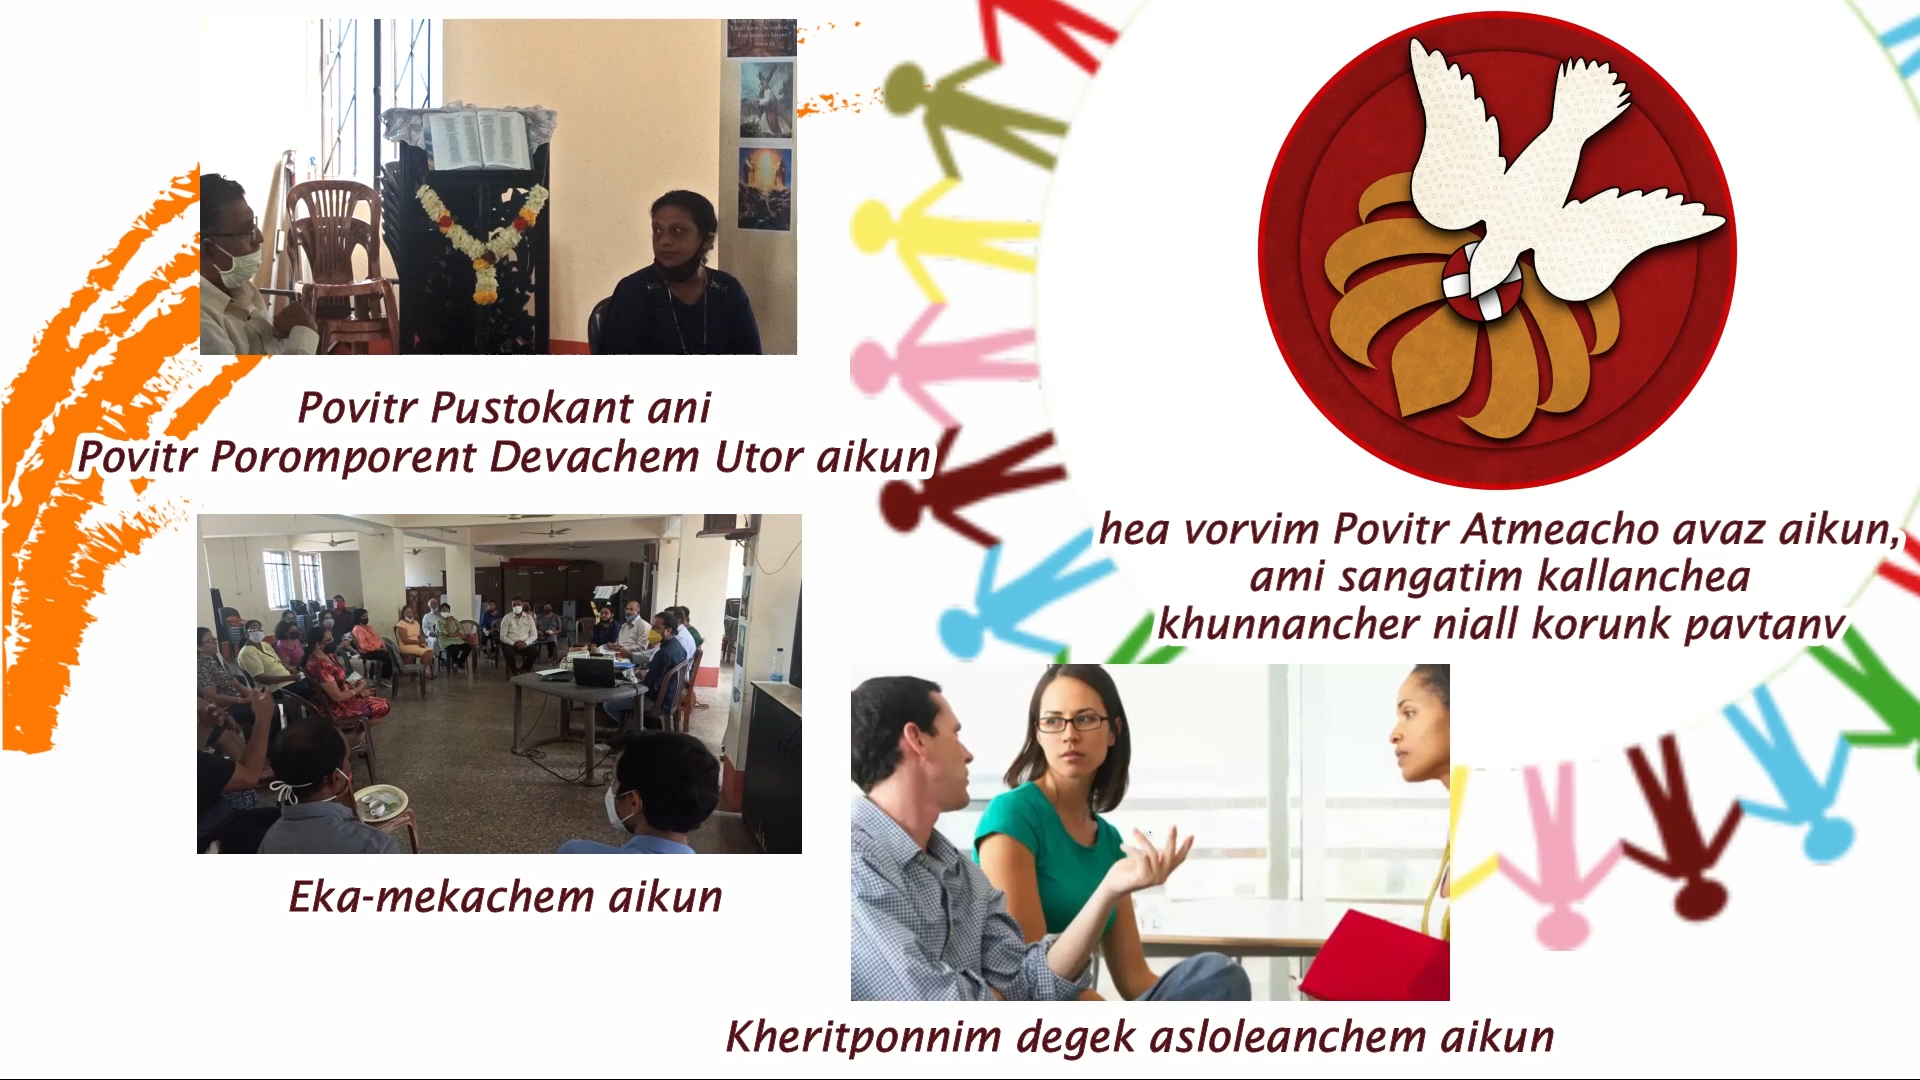 Povitr Pustokant ani
Povitr Poromporent Devachem Utor aikun
Eka-mekachem aikun
Kheritponnim degek asloleanchem aikun
hea vorvim Povitr Atmeacho avaz aikun,
ami sangatim kallanchea
khunnancher niall korunk pavtanv